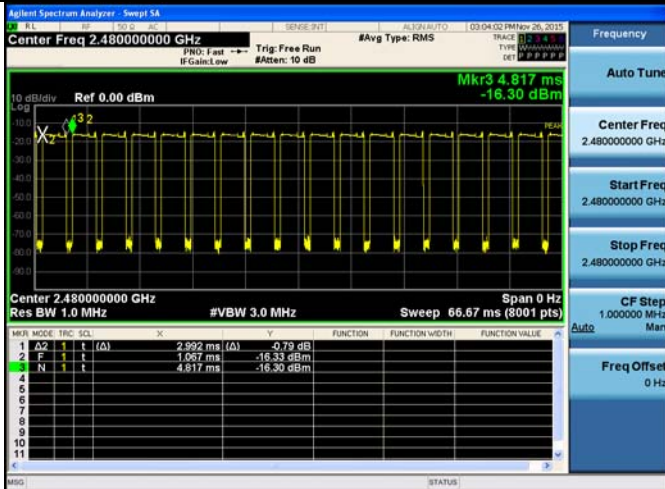 Agilent Spectrum Analyzer - Swept SA
RL RF 50 Ω AC SENSE:INT ALIGN AUTO 03:04:02 PM Nov 26, 2015
Center Freq 2.480000000 GHz #Avg Type: RMS TRACE 1 2 3 4 5 6
PNO: Fast Trig: Free Run TYPE
IFGain:Low #Atten: 10 dB DET P P P P P P
Mkr3 4.817 ms
10 dB/div Ref 0.00 dBm -16.30 dBm
Log
-10.0
-20.0
-30.0
-40.0
-50.0
-60.0
-70.0
-80.0
-90.0
PEAK
Center 2.480000000 GHz Span 0 Hz
Res BW 1.0 MHz #VBW 3.0 MHz Sweep 66.67 ms (8001 pts)
MKR MODE TRC SCL X Y FUNCTION FUNCTION WIDTH FUNCTION VALUE
1 Δ2 1 t (Δ) 2.992 ms (Δ) -0.79 dB
2 F 1 t 1.067 ms -16.33 dBm
3 N 1 t 4.817 ms -16.30 dBm
4
5
6
7
8
9
10
11
MSG STATUS
Frequency
Auto Tune
Center Freq
2.480000000 GHz
Start Freq
2.480000000 GHz
Stop Freq
2.480000000 GHz
CF Step
1.000000 MHz
Auto Man
Freq Offset
0 Hz